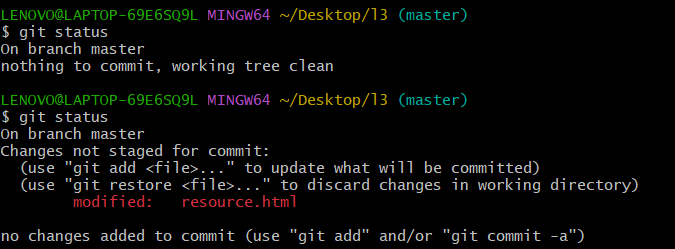 LENOVO@LAPTOP-69E6SQ9L MINGW64 ~/Desktop/l3 (master)
$ git status
On branch master
nothing to commit, working tree clean

LENOVO@LAPTOP-69E6SQ9L MINGW64 ~/Desktop/l3 (master)
$ git status
On branch master
Changes not staged for commit:
  (use "git add <file>..." to update what will be committed)
  (use "git restore <file>..." to discard changes in working directory)
        modified:   resource.html

no changes added to commit (use "git add" and/or "git commit -a")